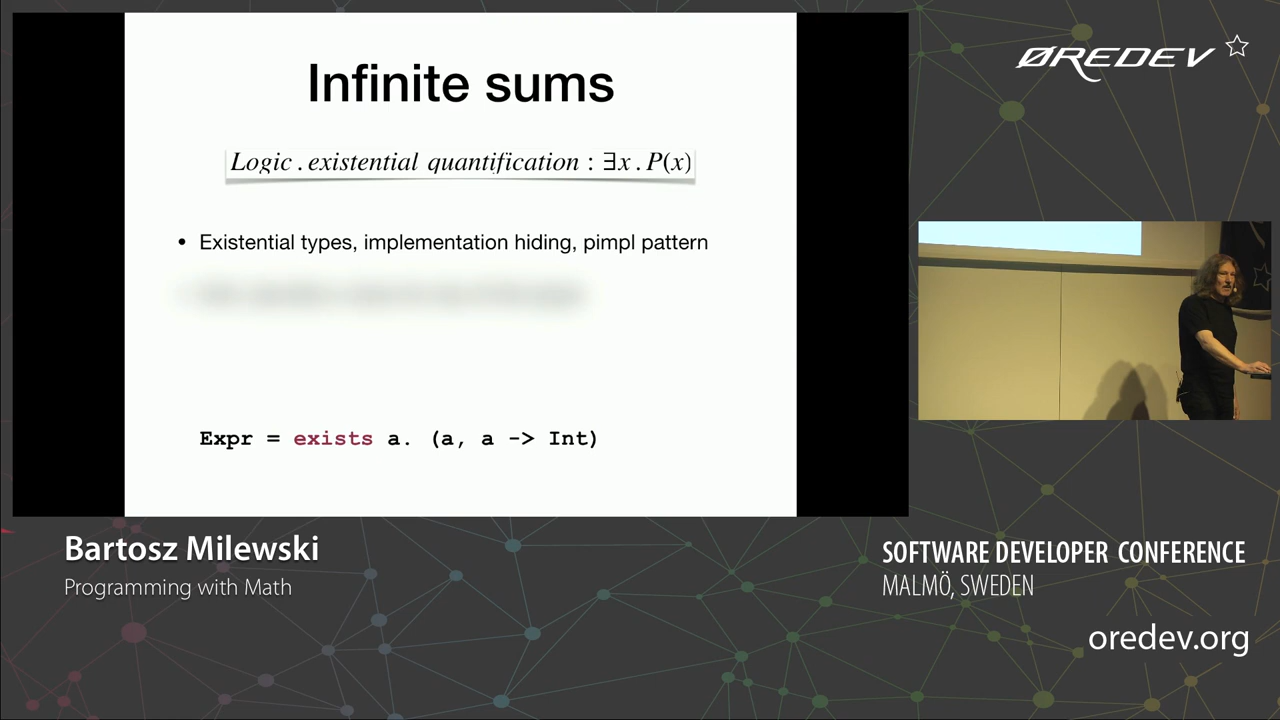 Infinite sums
Logic . existential quantification : ∃x . P(x)
• Existential types, implementation hiding, pimpl pattern
Expr = exists a. (a, a -> Int)
ØREDEV
Bartosz Milewski
Programming with Math
SOFTWARE DEVELOPER CONFERENCE
MALMÖ, SWEDEN
oredev.org